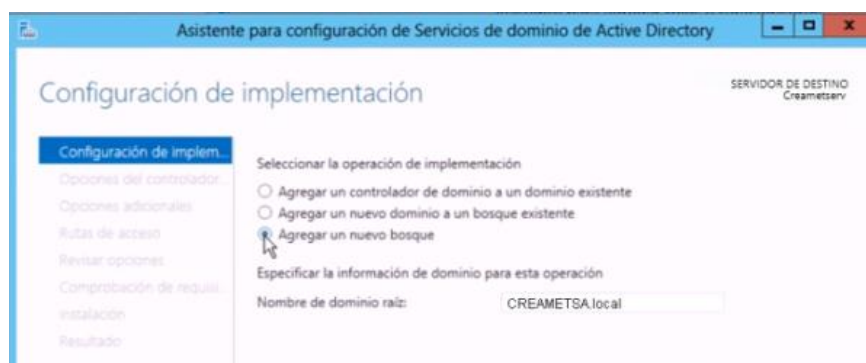 Asistente para configuración de Servicios de dominio de Active Directory
Configuración de implementación
SERVIDOR DE DESTINO
Creametserv
Configuración de implem...
Opciones del controlador...
Opciones adicionales
Rutas de acceso
Revisar opciones
Comprobación de requisi...
Instalación
Resultado
Seleccionar la operación de implementación
Agregar un controlador de dominio a un dominio existente
Agregar un nuevo dominio a un bosque existente
Agregar un nuevo bosque
Especificar la información de dominio para esta operación
Nombre de dominio raíz: CREAMETSA.local